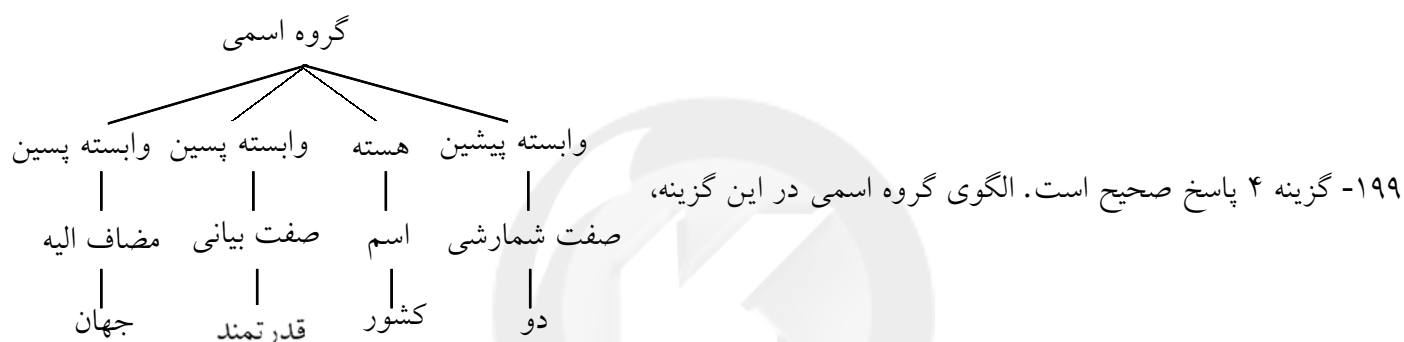 گروه اسمی
وابسته پیشین هسته وابسته پسین وابسته پسین
۱۹۹- گزینه ۴ پاسخ صحیح است. الگوی گروه اسمی در این گزینه،
صفت شمارشی اسم صفت بیانی مضاف الیه
دو کشور قدرتمند جهان